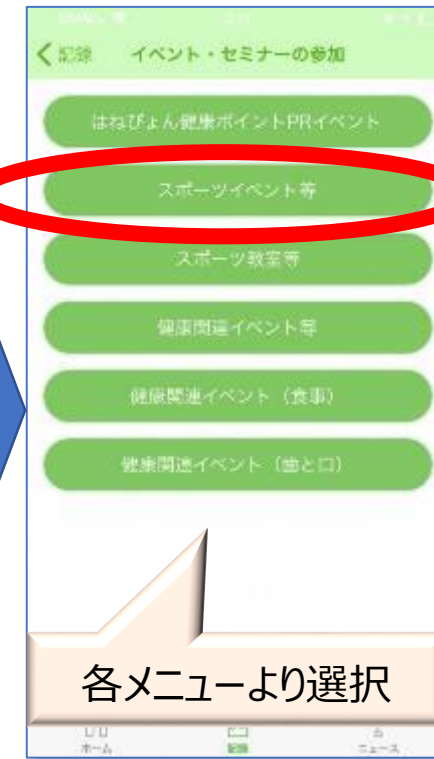 記録
イベント・セミナーの参加
はねぴょん健康ポイントPRイベント
スポーツイベント等
スポーツ教室等
健康関連イベント等
健康関連イベント（食事）
健康関連イベント（歯と口）
各メニューより選択
ホーム
記録
ニュース